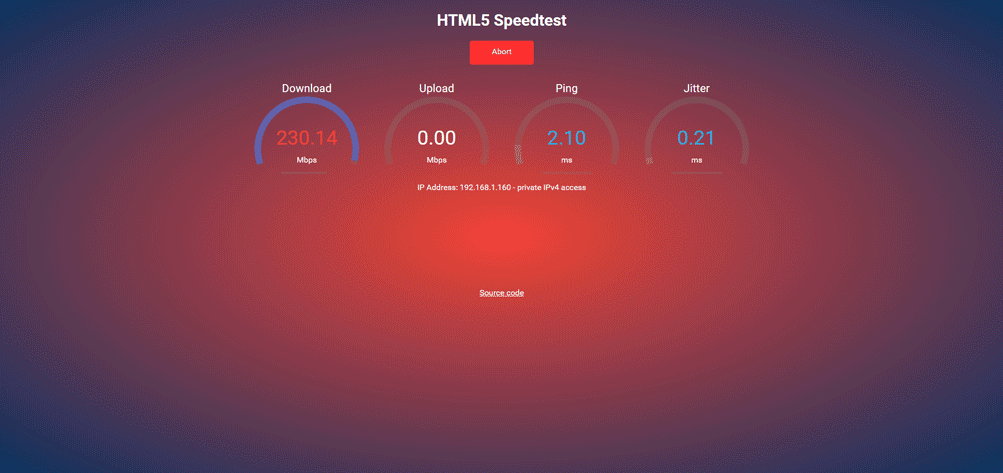 HTML5 Speedtest
Abort
Download
Upload
Ping
Jitter
230.14
0.00
2.10
0.21
Mbps
Mbps
ms
ms
IP Address: 192.168.1.160 - private IPv4 access
Source code